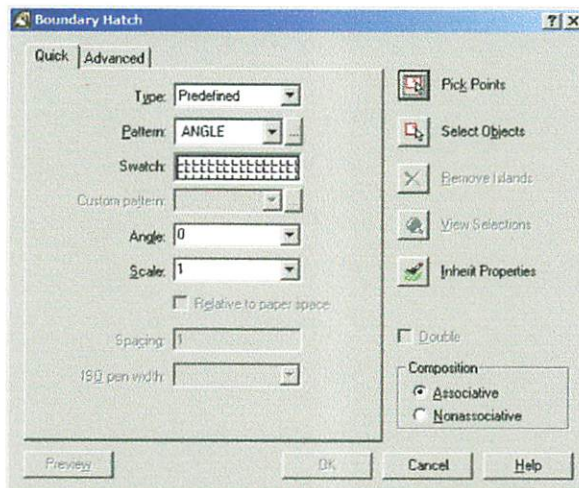 Boundary Hatch
Quick
Advanced
Type: Predefined
Pattern: ANGLE ...
Swatch:
Custom pattern:
Angle: 0
Scale: 1
Relative to paper space
Spacing: 1
ISO pen width:
Pick Points
Select Objects
Remove Islands
View Selections
Inherit Properties
Double
Composition
Associative
Nonassociative
Preview
OK
Cancel
Help